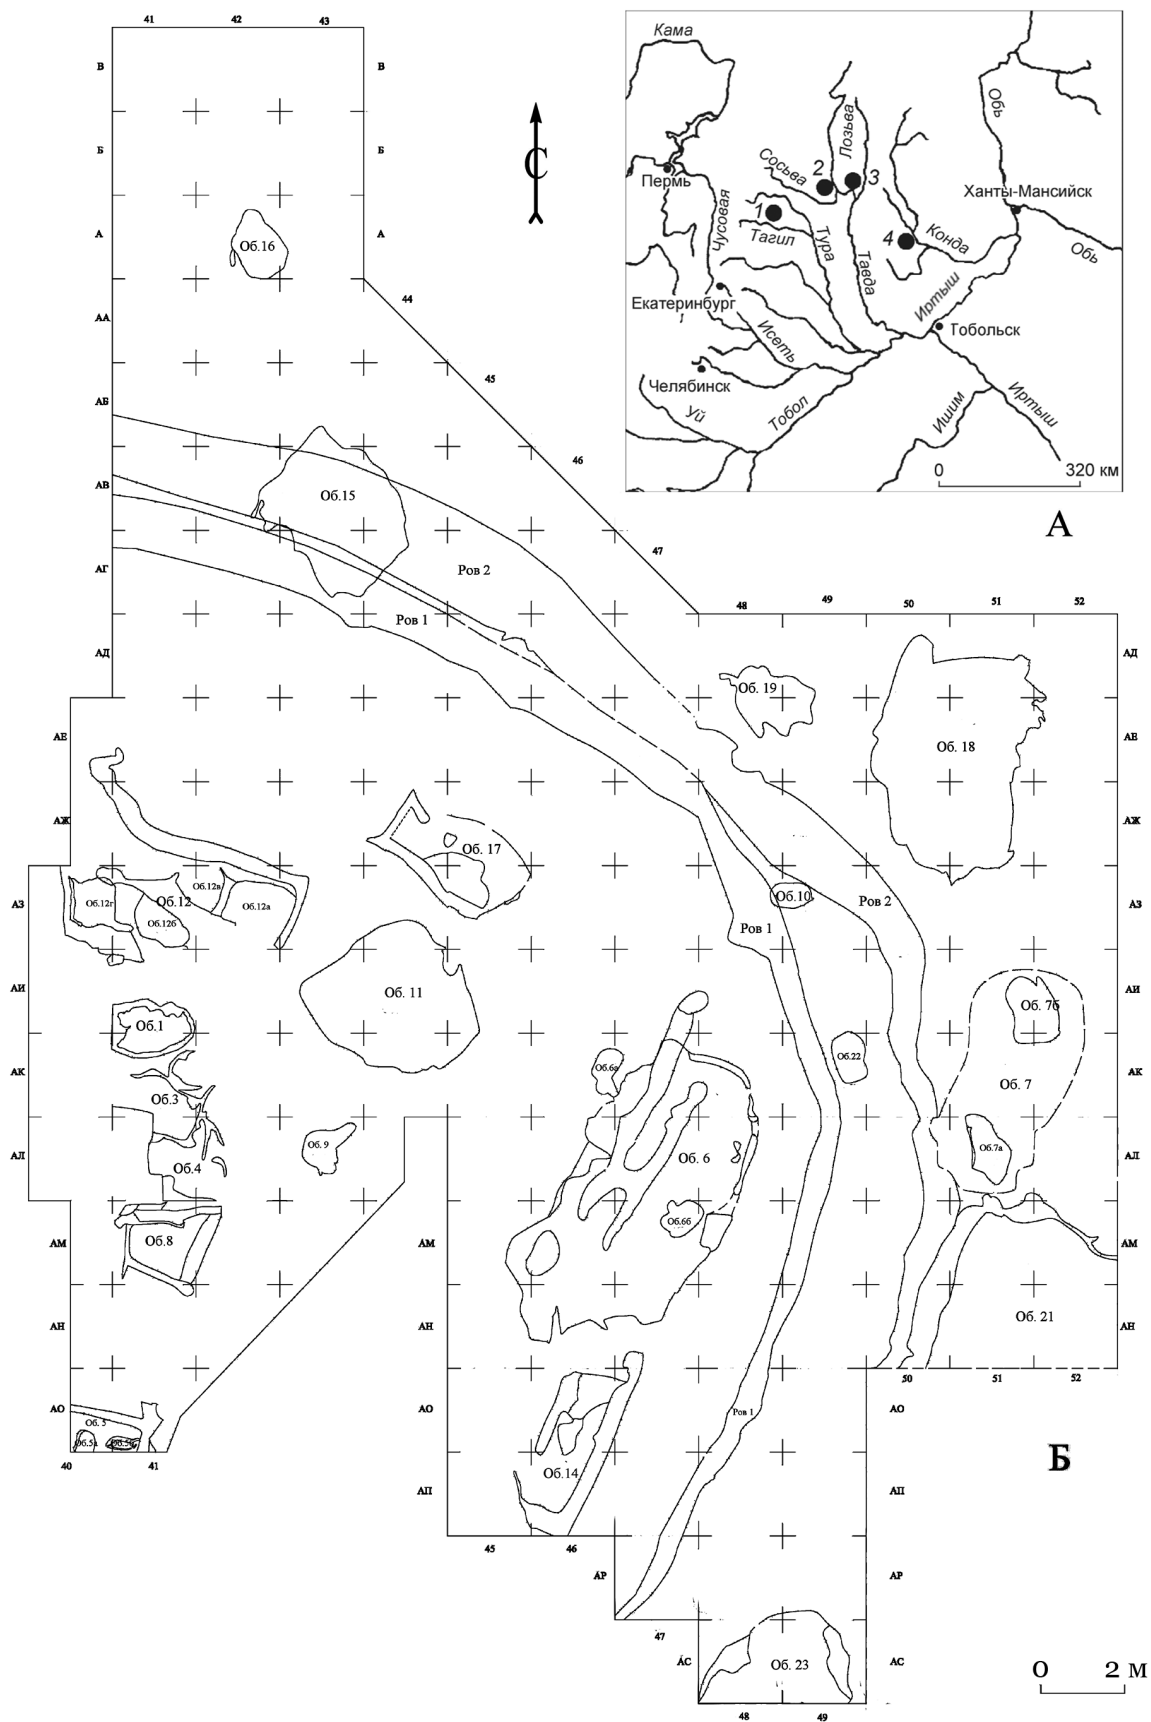 41 42 43
В В
Б Б
А А
Об.16
С
АА
44
АБ
45
46
АВ
Об.15
АГ
47
Ров 2
Ров 1
Кама
Обь
Лозьва
Сосьва
2
3
Пермь
Чусовая
1
Тагил
Тура
Тавда
4
Конда
Ханты-Мансийск
Обь
Екатеринбург
Исеть
Иртыш
Тобольск
Челябинск
Уй
Тобол
Ишим
Иртыш
0 320 км
А
48 49 50 51 52
АД АД
Об. 19
АЕ АЕ
Об. 18
АЖ АЖ
Об. 17
АЗ АЗ
Об.12г
Об.12
Об.12в
Об.12а
Об.12б
Об.10
Ров 2
Ров 1
АИ АИ
Об. 11
Об. 7б
Об.1
Об.22
АК АК
Об.6а
Об. 7
Об.3
АЛ АЛ
Об. 9
Об.4
Об. 6
Об.7а
Об.6б
АМ АМ АМ
Об.8
АН АН АН
Об. 21
50 51 52
АО АО АО
Об. 5
Об.5а
Ров 1
40 41
Об.14
АП АП
Б
45 46
АР АР
47
АС АС
Об. 23
48 49
0 2 м